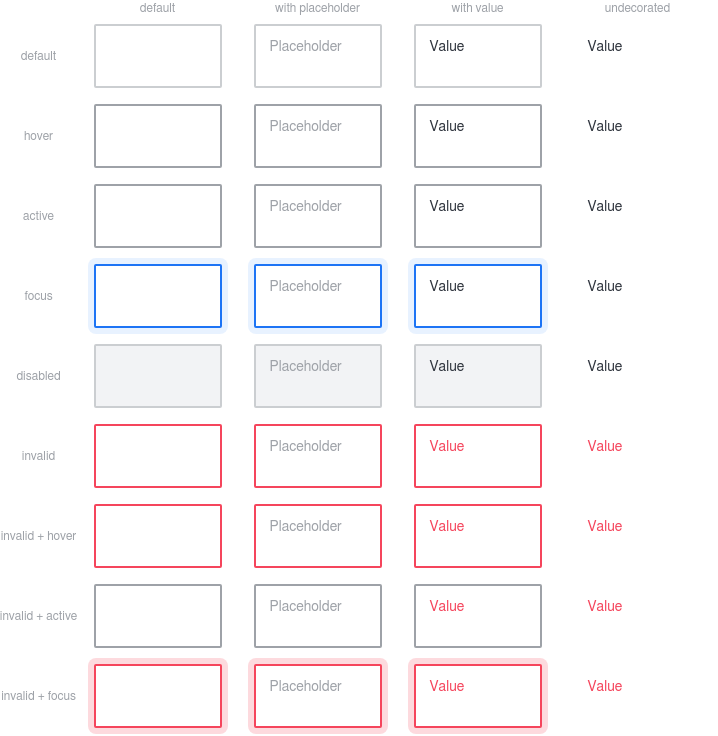 default with placeholder with value undecorated
default Placeholder Value Value
hover Placeholder Value Value
active Placeholder Value Value
focus Placeholder Value Value
disabled Placeholder Value Value
invalid Placeholder Value Value
invalid + hover Placeholder Value Value
invalid + active Placeholder Value Value
invalid + focus Placeholder Value Value